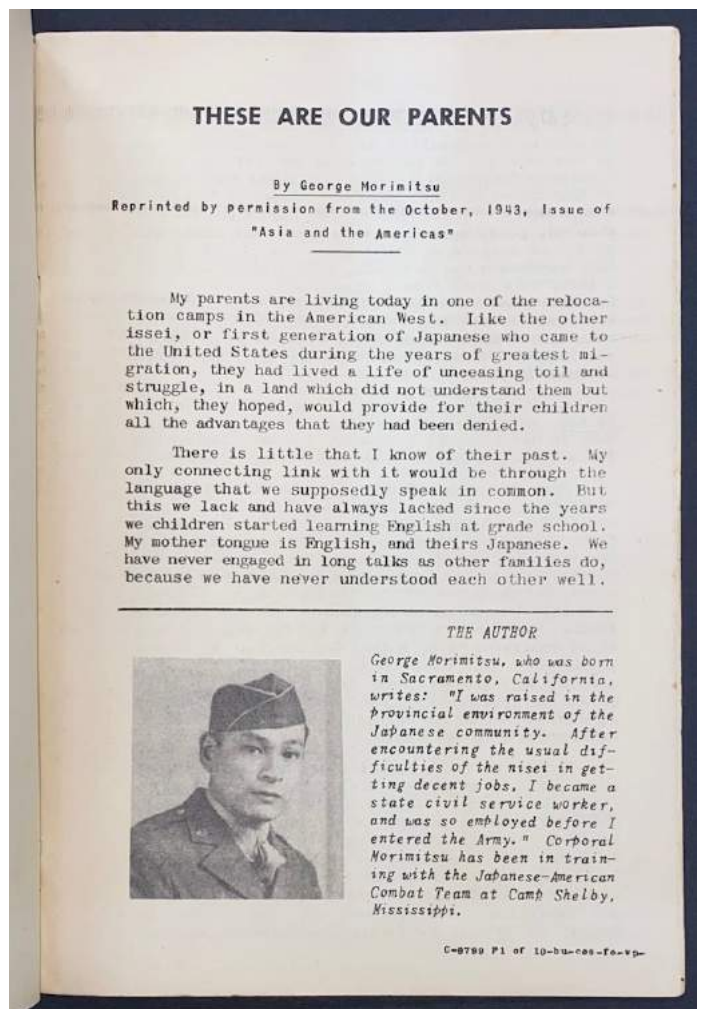 THESE ARE OUR PARENTS
By George Morimitsu
Reprinted by permission from the October, 1943, Issue of
"Asia and the Americas"
My parents are living today in one of the reloca-
tion camps in the American West. Like the other
issei, or first generation of Japanese who came to
the United States during the years of greatest mi-
gration, they had lived a life of unceasing toil and
struggle, in a land which did not understand them but
which, they hoped, would provide for their children
all the advantages that they had been denied.
There is little that I know of their past. My
only connecting link with it would be through the
language that we supposedly speak in common. But
this we lack and have always lacked since the years
we children started learning English at grade school.
My mother tongue is English, and theirs Japanese. We
have never engaged in long talks as other families do,
because we have never understood each other well.
THE AUTHOR
George Morimitsu, who was born
in Sacramento, California,
writes: "I was raised in the
provincial environment of the
Japanese community. After
encountering the usual dif-
ficulties of the nisei in get-
ting decent jobs, I became a
state civil service worker,
and was so employed before I
entered the Army." Corporal
Morimitsu has been in train-
ing with the Japanese-American
Combat Team at Camp Shelby,
Mississippi.
C-0799 P1 of 10-bu-cos-fe-wp-